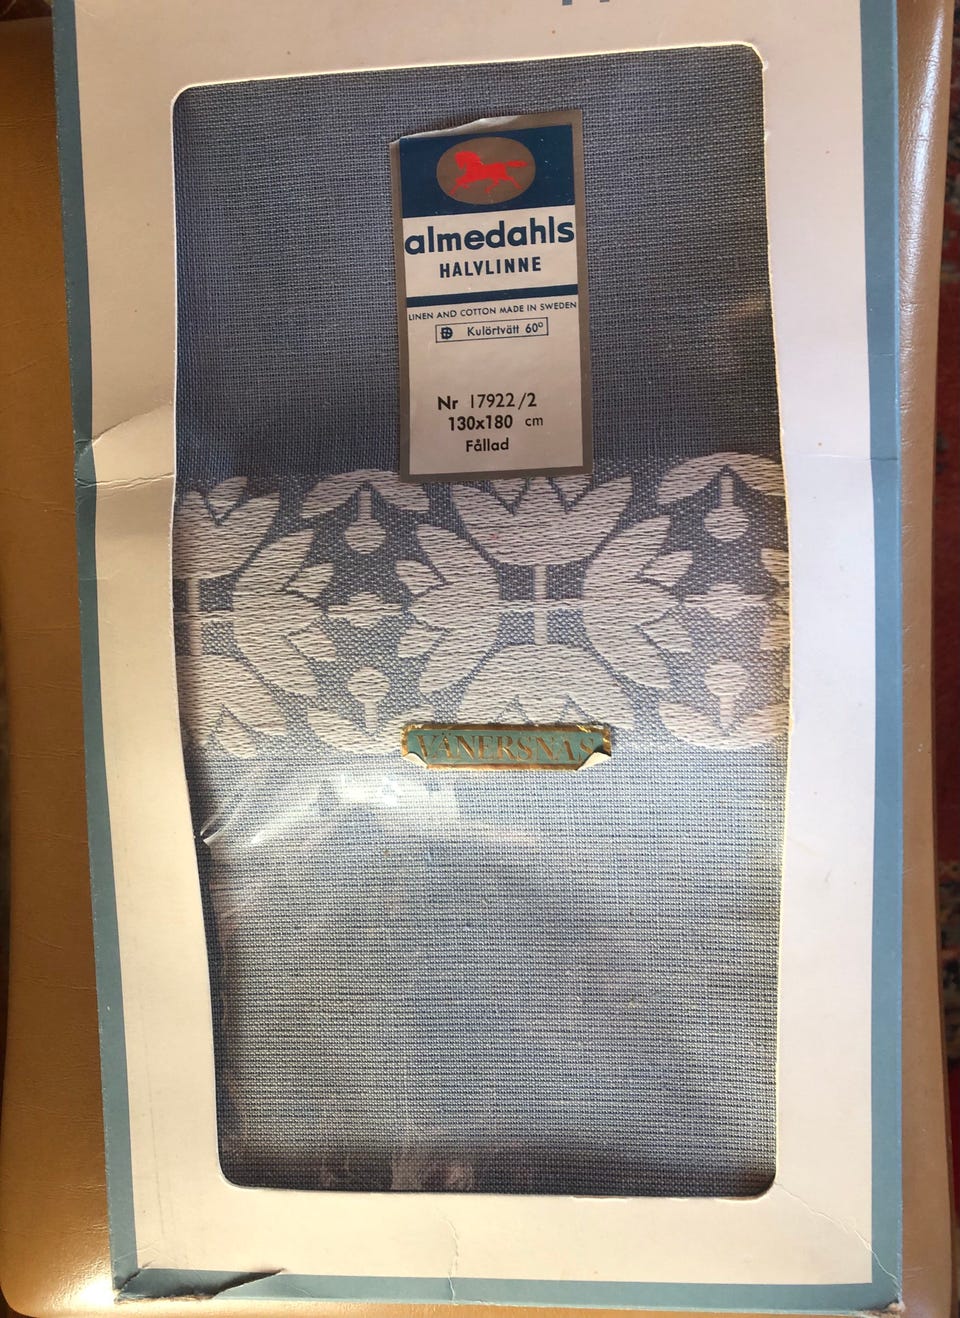 almedahls
HALVLINNE
LINEN AND COTTON MADE IN SWEDEN
Kulörtvätt 60°
Nr 17922/2
130x180 cm
Fållad
VÄNERSNÄS